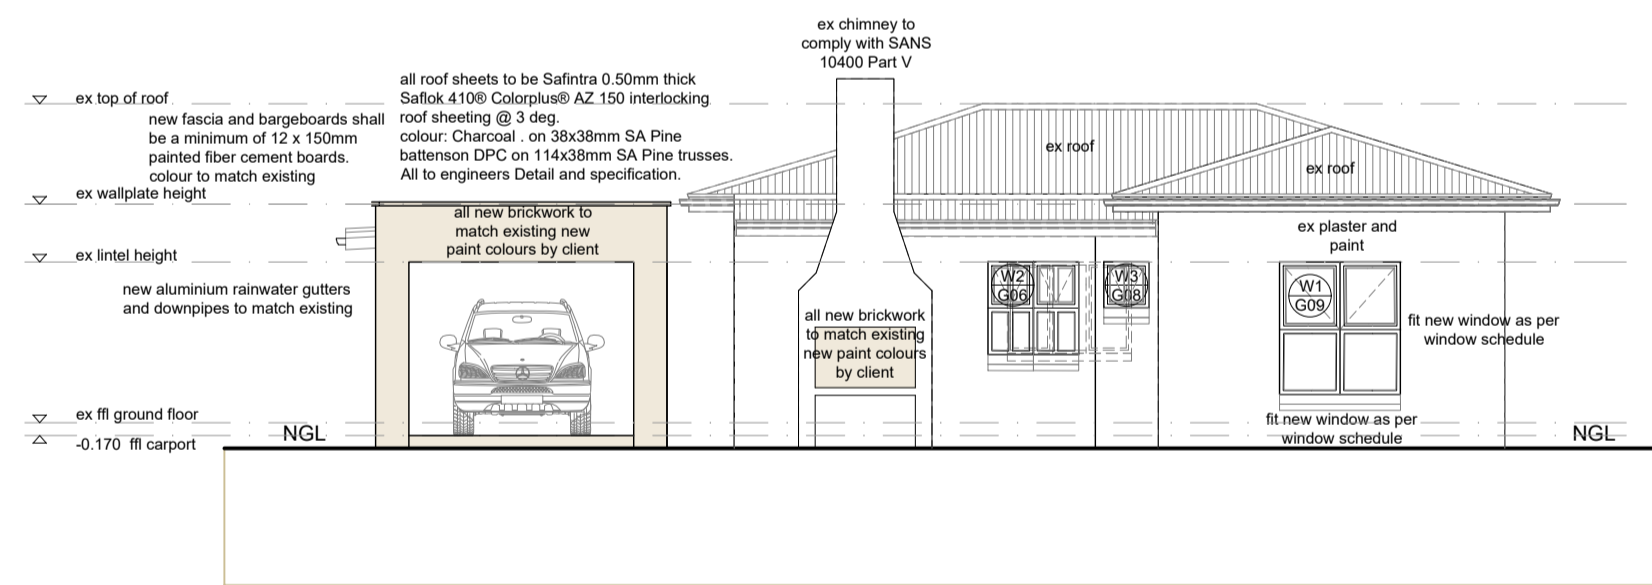 ex chimney to
comply with SANS
10400 Part V
all roof sheets to be Safintra 0.50mm thick
Saflok 410® Colorplus® AZ 150 interlocking
roof sheeting @ 3 deg.
colour: Charcoal . on 38x38mm SA Pine
battenson DPC on 114x38mm SA Pine trusses.
All to engineers Detail and specification.
ex top of roof
new fascia and bargeboards shall
be a minimum of 12 x 150mm
painted fiber cement boards.
colour to match existing
ex wallplate height
ex roof
ex roof
all new brickwork to
match existing new
paint colours by client
ex plaster and
paint
ex lintel height
new aluminium rainwater gutters
and downpipes to match existing
W2
G06
W3
G08
W1
G09
all new brickwork
to match existing
new paint colours
by client
fit new window as per
window schedule
ex ffl ground floor
-0.170 ffl carport
NGL
fit new window as per
window schedule
NGL